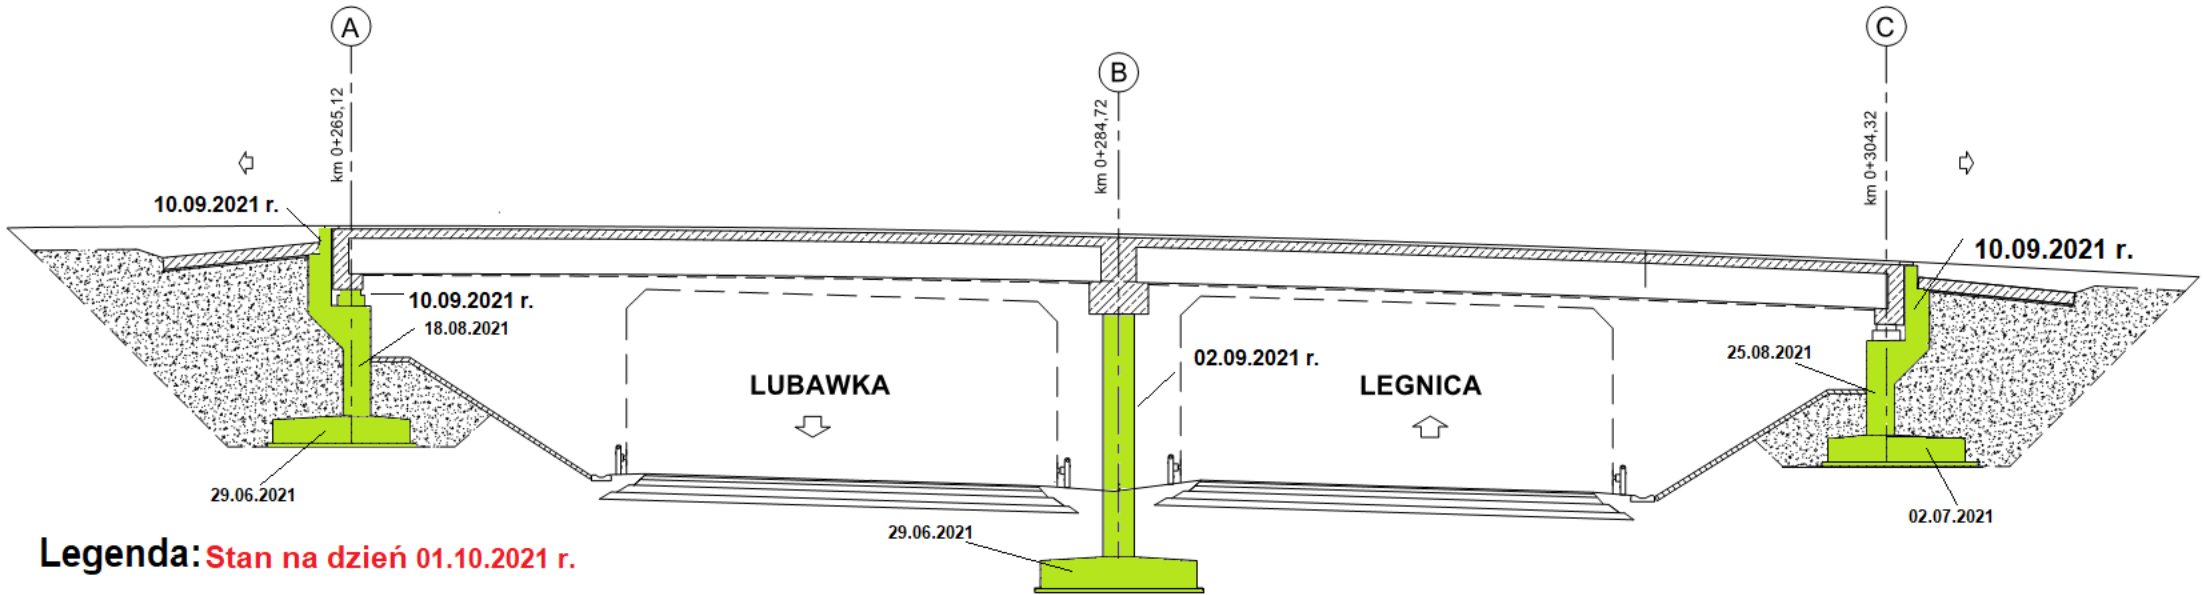 A
B
C
km 0+265,12
km 0+284,72
km 0+304,32
10.09.2021 r.
10.09.2021 r.
10.09.2021 r.
18.08.2021
02.09.2021 r.
25.08.2021
LUBAWKA
LEGNICA
29.06.2021
29.06.2021
02.07.2021
Legenda: Stan na dzień 01.10.2021 r.